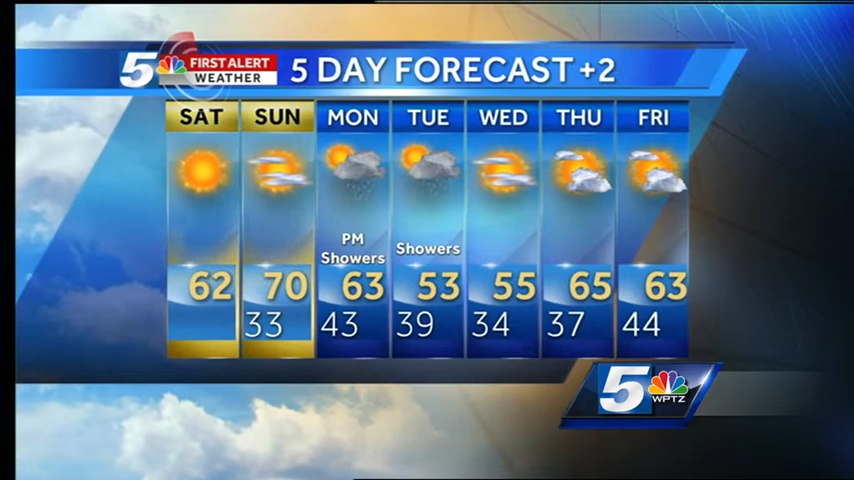 5 FIRST ALERT
WEATHER
5 DAY FORECAST +2
SAT SUN MON TUE WED THU FRI
PM
Showers
Showers
62 70 63 53 55 65 63
33 43 39 34 37 44
5
WPTZ